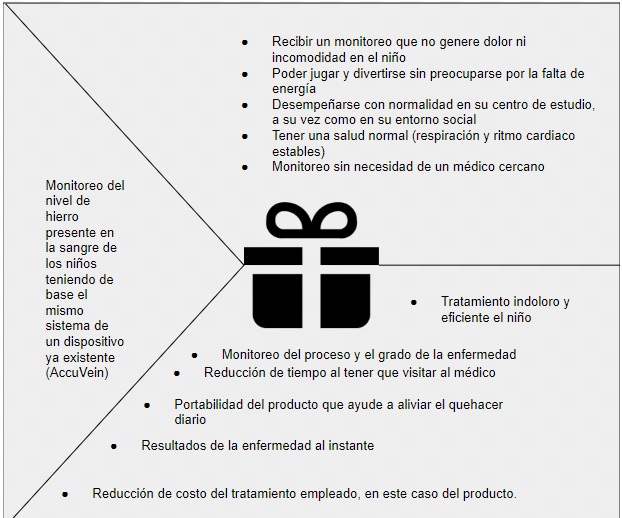 Recibir un monitoreo que no genere dolor ni
incomodidad en el niño
Poder jugar y divertirse sin preocuparse por la falta de
energía
Desempeñarse con normalidad en su centro de estudio,
a su vez como en su entorno social
Tener una salud normal (respiración y ritmo cardiaco
estables)
Monitoreo sin necesidad de un médico cercano
Monitoreo del
nivel de
hierro
presente en
la sangre de
los niños
teniendo de
base el
mismo
sistema de
un dispositivo
ya existente
(AccuVein)
Tratamiento indoloro y
eficiente el niño
Monitoreo del proceso y el grado de la enfermedad
Reducción de tiempo al tener que visitar al médico
Portabilidad del producto que ayude a aliviar el quehacer
diario
Resultados de la enfermedad al instante
Reducción de costo del tratamiento empleado, en este caso del producto.